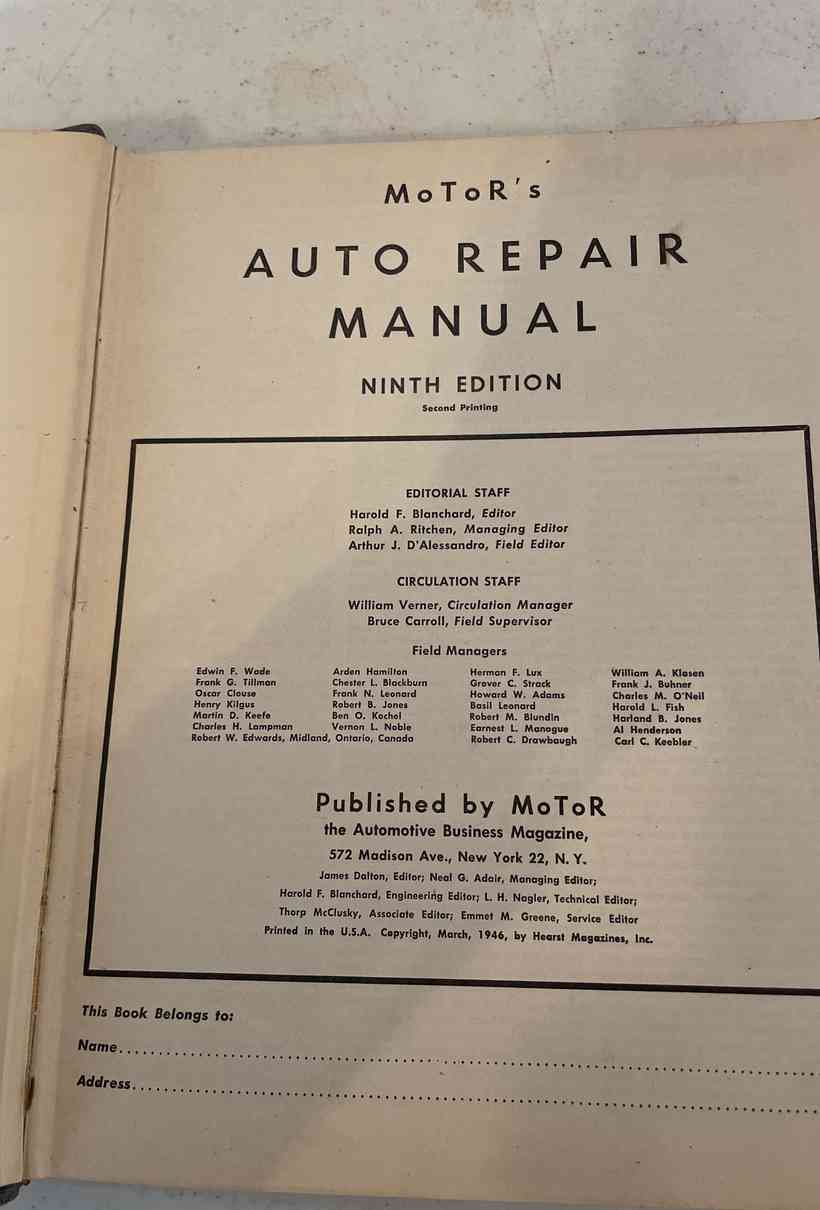 MoToR's
AUTO REPAIR
MANUAL
NINTH EDITION
Second Printing
EDITORIAL STAFF
Harold F. Blanchard, Editor
Ralph A. Ritchen, Managing Editor
Arthur J. D'Alessandro, Field Editor
CIRCULATION STAFF
William Verner, Circulation Manager
Bruce Carroll, Field Supervisor
Field Managers
Edwin F. Wade
Frank G. Tillman
Oscar Clouse
Henry Kilgus
Martin D. Keefe
Charles H. Lampman
Robert W. Edwards, Midland, Ontario, Canada
Arden Hamilton
Chester L. Blackburn
Frank N. Leonard
Robert B. Jones
Ben O. Kochel
Vernon L. Noble
Herman F. Lux
Grover C. Strack
Howard W. Adams
Basil Leonard
Robert M. Blundin
Earnest L. Manague
Robert C. Drawbaugh
William A. Klasen
Frank J. Buhner
Charles M. O'Neil
Harold L. Fish
Harland B. Jones
Al Henderson
Carl C. Keebler
Published by MoToR
the Automotive Business Magazine,
572 Madison Ave., New York 22, N. Y.
James Dalton, Editor; Neal G. Adair, Managing Editor;
Harold F. Blanchard, Engineering Editor; L. H. Nagler, Technical Editor;
Thorp McClusky, Associate Editor; Emmet M. Greene, Service Editor
Printed in the U.S.A. Copyright, March, 1946, by Hearst Magazines, Inc.
This Book Belongs to:
Name
Address